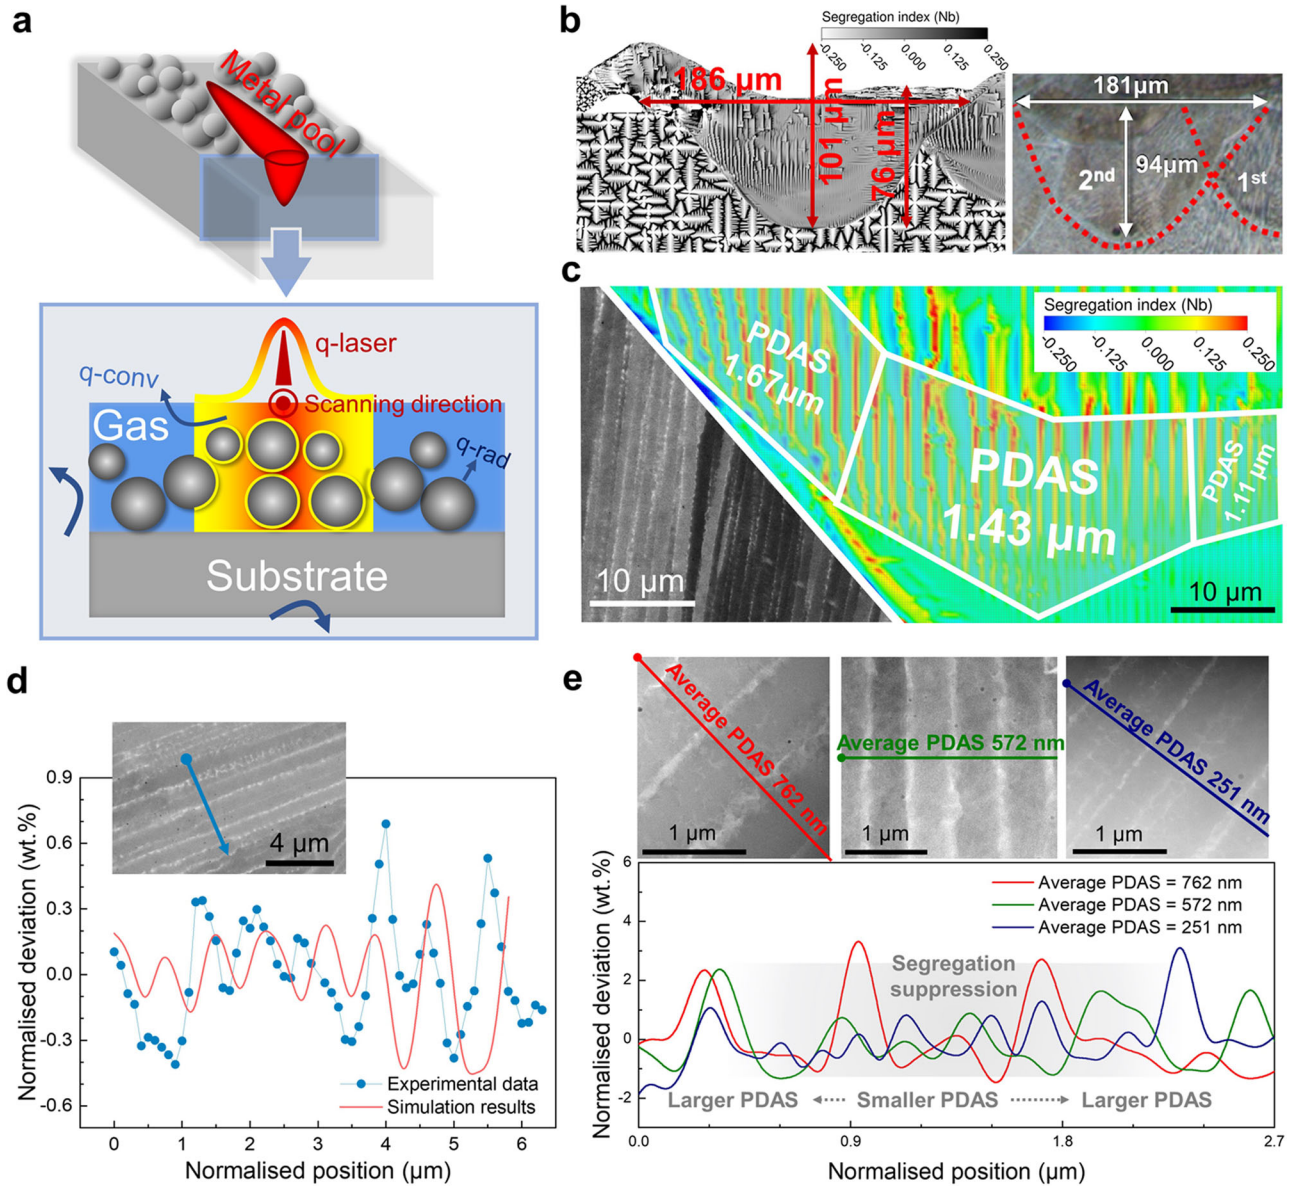 a
Metal pool
q-laser
q-conv
Scanning direction
Gas
q-rad
Substrate
b
Segregation index (Nb)
-0.250
-0.125
0.000
0.125
0.250
186 µm
101 µm
76 µm
181µm
94µm
2nd
1st
c
Segregation index (Nb)
-0.250
-0.125
0.000
0.125
0.250
PDAS
1.67µm
PDAS
1.43 µm
PDAS
1.11 µm
10 µm
10 µm
d
4 µm
Normalised deviation (wt.%)
0.9
0.6
0.3
0.0
-0.3
-0.6
Experimental data
Simulation results
0 1 2 3 4 5 6
Normalised position (µm)
e
Average PDAS 762 nm
1 µm
Average PDAS 572 nm
1 µm
Average PDAS 251 nm
1 µm
Normalised deviation (wt.%)
6
4
2
0
-2
Average PDAS = 762 nm
Average PDAS = 572 nm
Average PDAS = 251 nm
Segregation
suppression
Larger PDAS Smaller PDAS Larger PDAS
0.0 0.9 1.8 2.7
Normalised position (µm)